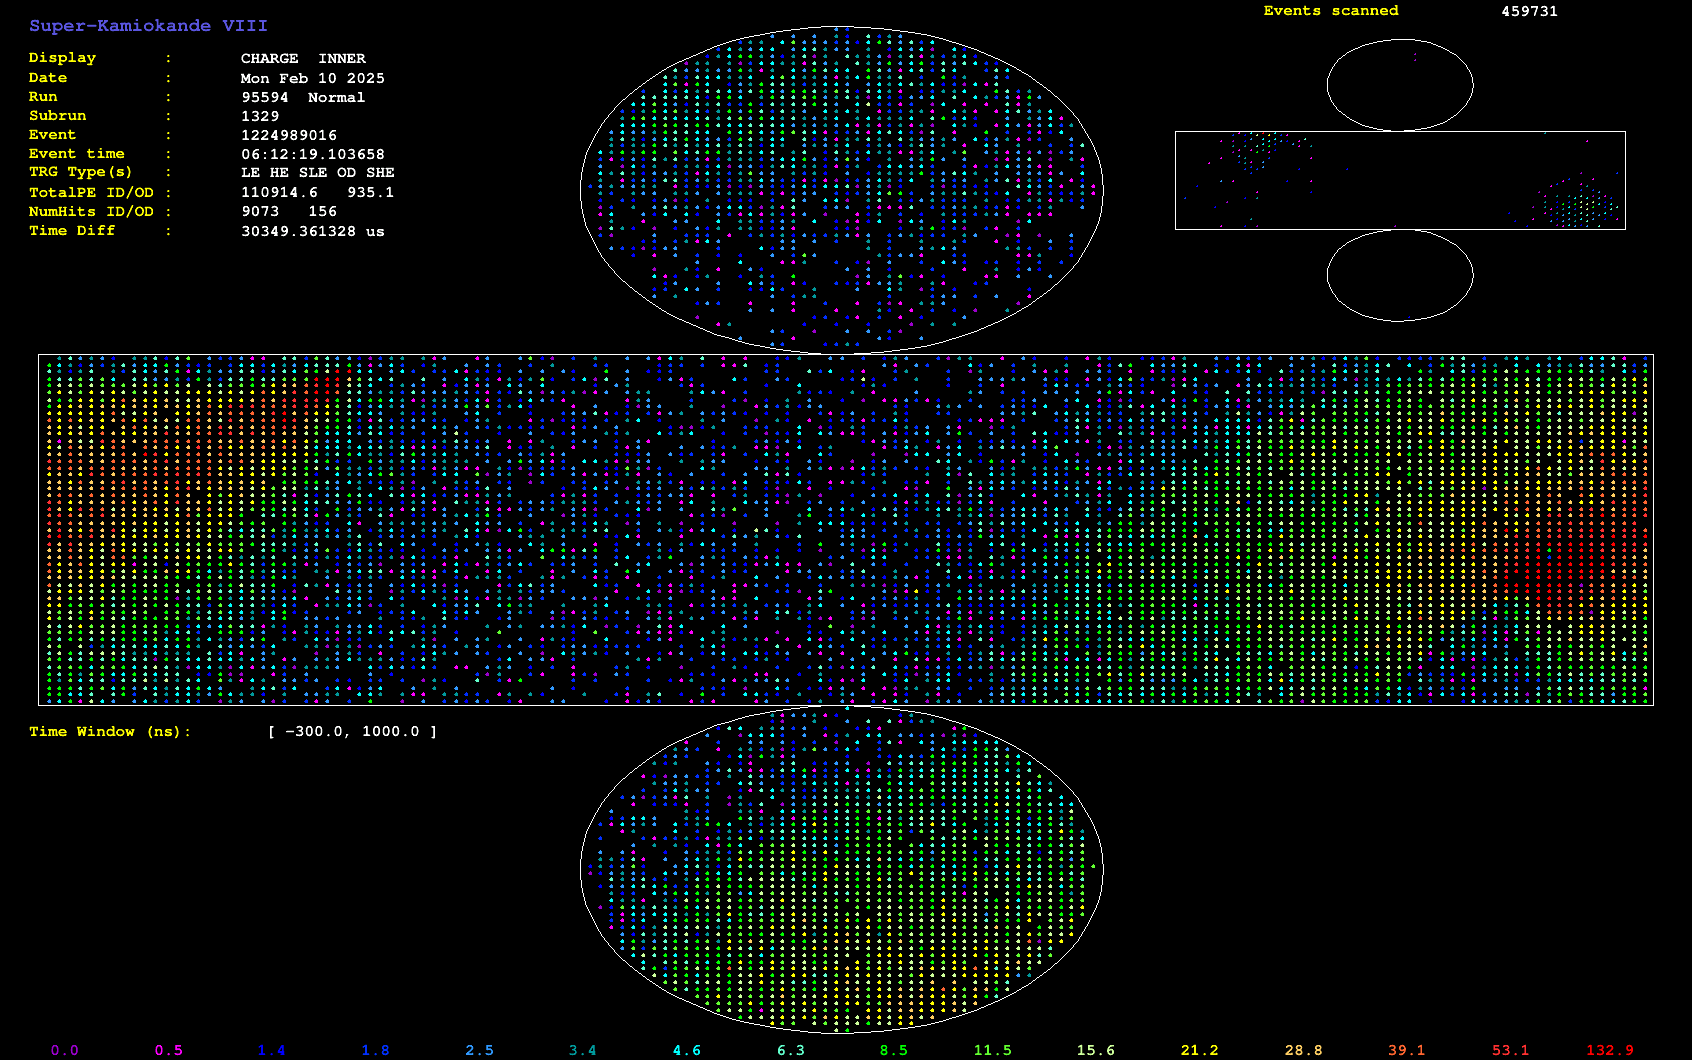 Super-Kamiokande VIII
Display : CHARGE INNER
Date : Mon Feb 10 2025
Run : 95594 Normal
Subrun : 1329
Event : 1224989016
Event time : 06:12:19.103658
TRG Type(s) : LE HE SLE OD SHE
TotalPE ID/OD : 110914.6 935.1
NumHits ID/OD : 9073 156
Time Diff : 30349.361328 us
Events scanned 459731
Time Window (ns): [ -300.0, 1000.0 ]
0.0 0.5 1.4 1.8 2.5 3.4 4.6 6.3 8.5 11.5 15.6 21.2 28.8 39.1 53.1 132.9